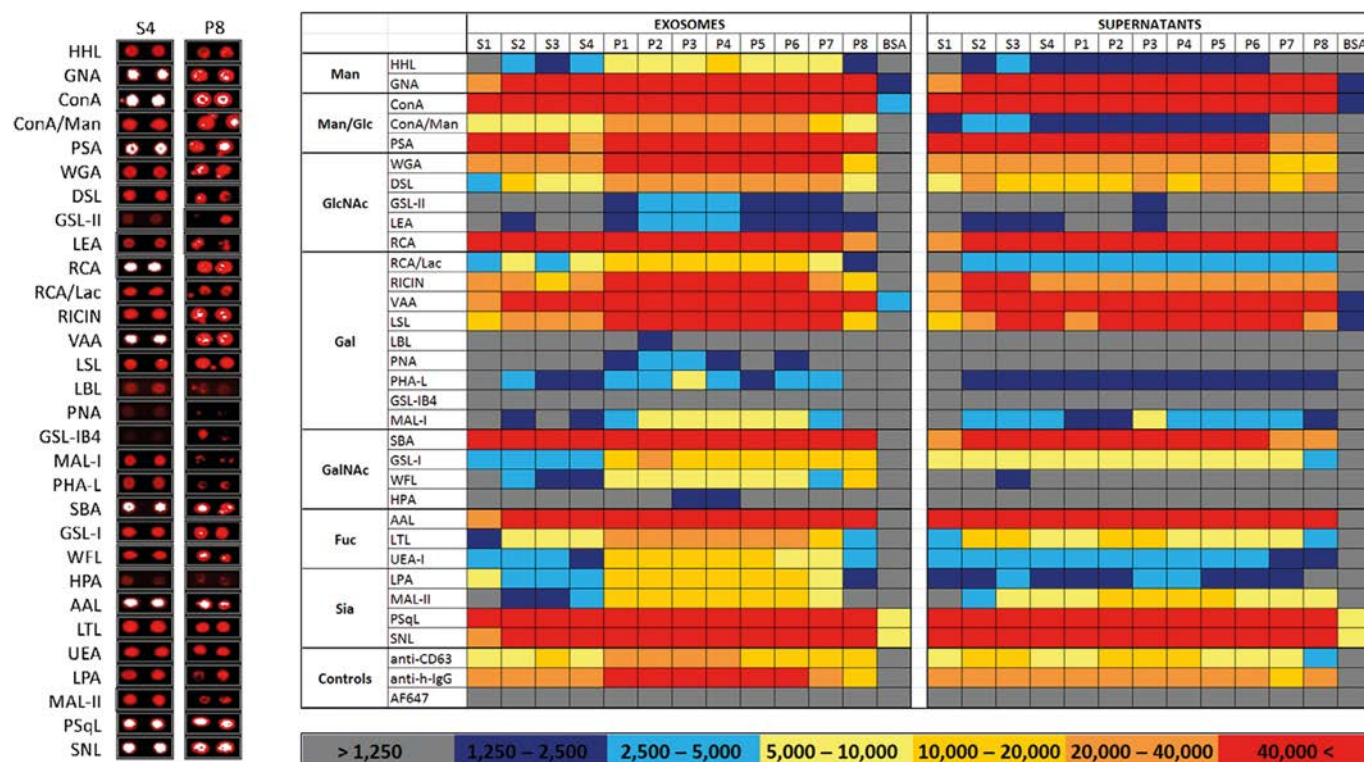 S4 P8
HHL
GNA
ConA
ConA/Man
PSA
WGA
DSL
GSL-II
LEA
RCA
RCA/Lac
RICIN
VAA
LSL
LBL
PNA
GSL-IB4
MAL-I
PHA-L
SBA
GSL-I
WFL
HPA
AAL
LTL
UEA
LPA
MAL-II
PSqL
SNL
EXOSOMES SUPERNATANTS
S1 S2 S3 S4 P1 P2 P3 P4 P5 P6 P7 P8 BSA S1 S2 S3 S4 P1 P2 P3 P4 P5 P6 P7 P8 BSA
Man
HHL
GNA
Man/Glc
ConA
ConA/Man
PSA
GlcNAc
WGA
DSL
GSL-II
LEA
RCA
Gal
RCA/Lac
RICIN
VAA
LSL
LBL
PNA
PHA-L
GSL-IB4
MAL-I
GalNAc
SBA
GSL-I
WFL
HPA
Fuc
AAL
LTL
UEA-I
Sia
LPA
MAL-II
PSqL
SNL
Controls
anti-CD63
anti-h-IgG
AF647
> 1,250 1,250 – 2,500 2,500 – 5,000 5,000 – 10,000 10,000 – 20,000 20,000 – 40,000 40,000 <